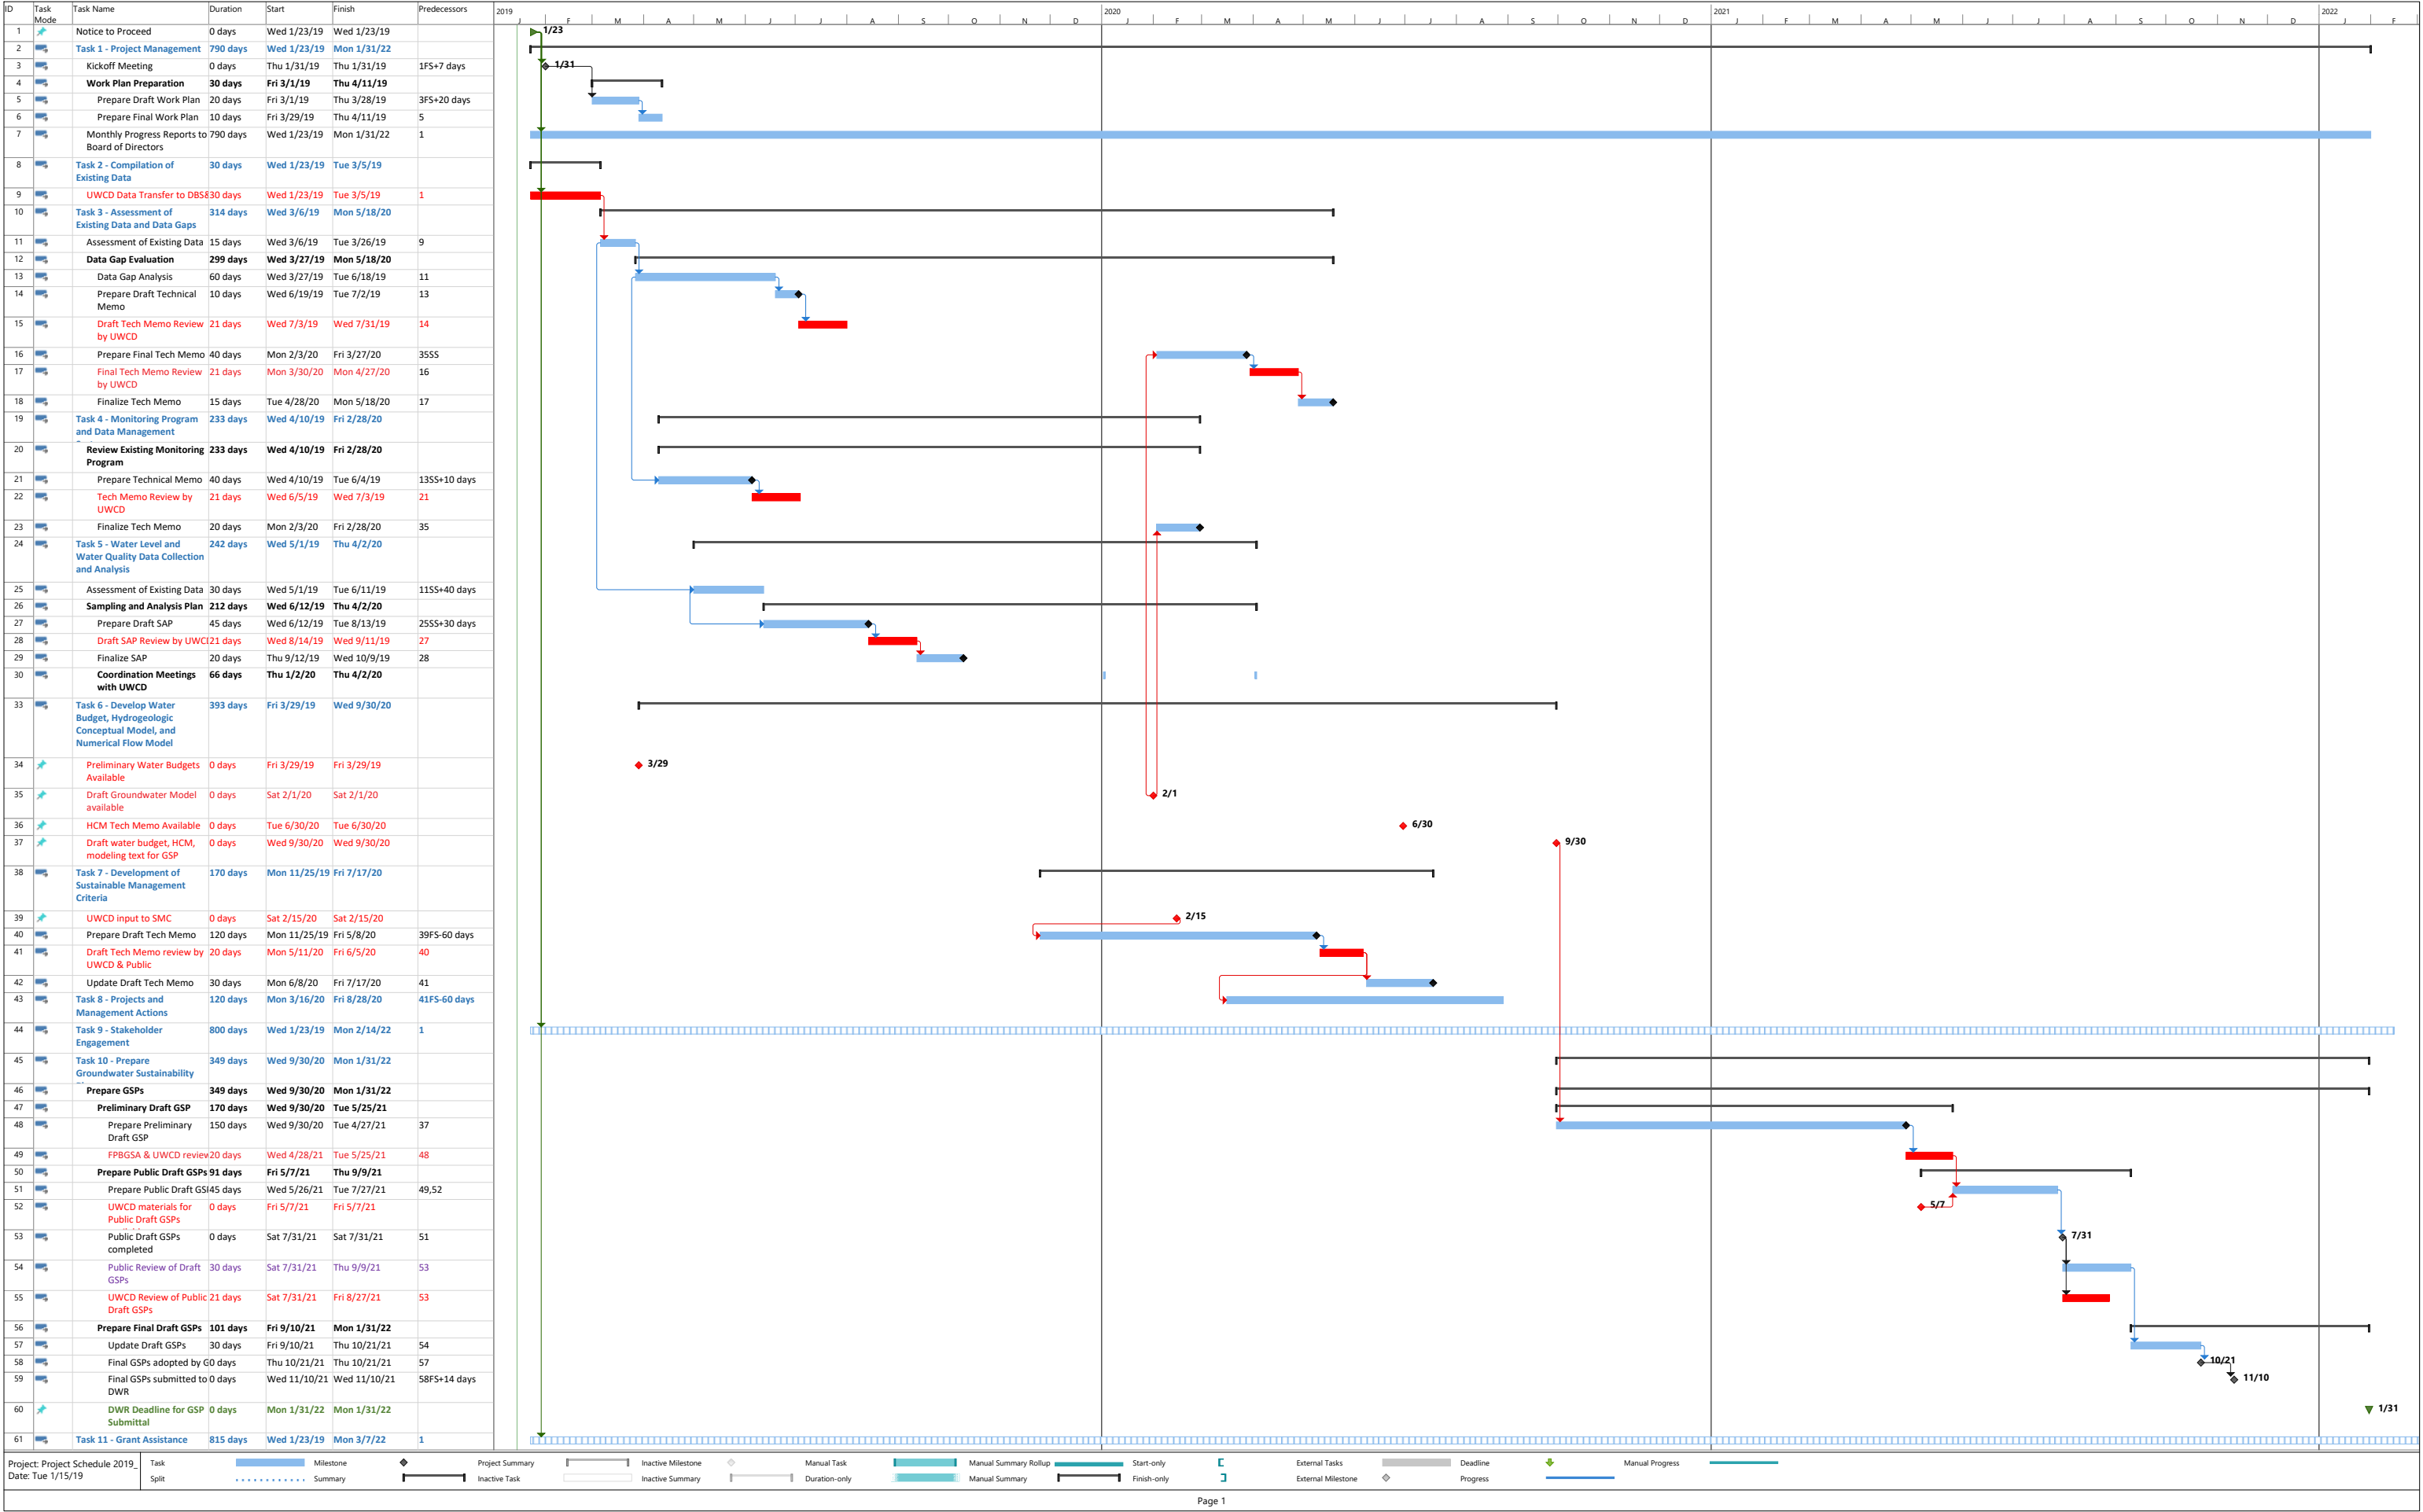 ID Task Mode Task Name Duration Start Finish Predecessors 2019 2020 2021 2022
J F M A M J J A S O N D J F M A M J J A S O N D J F M A M J J A S O N D J F
1 Notice to Proceed 0 days Wed 1/23/19 Wed 1/23/19 1/23
2 Task 1 - Project Management 790 days Wed 1/23/19 Mon 1/31/22
3 Kickoff Meeting 0 days Thu 1/31/19 Thu 1/31/19 1FS+7 days 1/31
4 Work Plan Preparation 30 days Fri 3/1/19 Thu 4/11/19
5 Prepare Draft Work Plan 20 days Fri 3/1/19 Thu 3/28/19 3FS+20 days
6 Prepare Final Work Plan 10 days Fri 3/29/19 Thu 4/11/19 5
7 Monthly Progress Reports to 790 days Wed 1/23/19 Mon 1/31/22 1
Board of Directors
8 Task 2 - Compilation of 30 days Wed 1/23/19 Tue 3/5/19
Existing Data
9 UWCD Data Transfer to DBS& 30 days Wed 1/23/19 Tue 3/5/19 1
10 Task 3 - Assessment of 314 days Wed 3/6/19 Mon 5/18/20
Existing Data and Data Gaps
11 Assessment of Existing Data 15 days Wed 3/6/19 Tue 3/26/19 9
12 Data Gap Evaluation 299 days Wed 3/27/19 Mon 5/18/20
13 Data Gap Analysis 60 days Wed 3/27/19 Tue 6/18/19 11
14 Prepare Draft Technical 10 days Wed 6/19/19 Tue 7/2/19 13
Memo
15 Draft Tech Memo Review 21 days Wed 7/3/19 Wed 7/31/19 14
by UWCD
16 Prepare Final Tech Memo 40 days Mon 2/3/20 Fri 3/27/20 35SS
17 Final Tech Memo Review 21 days Mon 3/30/20 Mon 4/27/20 16
by UWCD
18 Finalize Tech Memo 15 days Tue 4/28/20 Mon 5/18/20 17
19 Task 4 - Monitoring Program 233 days Wed 4/10/19 Fri 2/28/20
and Data Management
20 Review Existing Monitoring 233 days Wed 4/10/19 Fri 2/28/20
Program
21 Prepare Technical Memo 40 days Wed 4/10/19 Tue 6/4/19 13SS+10 days
22 Tech Memo Review by 21 days Wed 6/5/19 Wed 7/3/19 21
UWCD
23 Finalize Tech Memo 20 days Mon 2/3/20 Fri 2/28/20 35
24 Task 5 - Water Level and 242 days Wed 5/1/19 Thu 4/2/20
Water Quality Data Collection
and Analysis
25 Assessment of Existing Data 30 days Wed 5/1/19 Tue 6/11/19 11SS+40 days
26 Sampling and Analysis Plan 212 days Wed 6/12/19 Thu 4/2/20
27 Prepare Draft SAP 45 days Wed 6/12/19 Tue 8/13/19 25SS+30 days
28 Draft SAP Review by UWCD 21 days Wed 8/14/19 Wed 9/11/19 27
29 Finalize SAP 20 days Thu 9/12/19 Wed 10/9/19 28
30 Coordination Meetings 66 days Thu 1/2/20 Thu 4/2/20
with UWCD
33 Task 6 - Develop Water 393 days Fri 3/29/19 Wed 9/30/20
Budget, Hydrogeologic
Conceptual Model, and
Numerical Flow Model
34 Preliminary Water Budgets 0 days Fri 3/29/19 Fri 3/29/19 3/29
Available
35 Draft Groundwater Model 0 days Sat 2/1/20 Sat 2/1/20 2/1
available
36 HCM Tech Memo Available 0 days Tue 6/30/20 Tue 6/30/20 6/30
37 Draft water budget, HCM, 0 days Wed 9/30/20 Wed 9/30/20 9/30
modeling text for GSP
38 Task 7 - Development of 170 days Mon 11/25/19 Fri 7/17/20
Sustainable Management
Criteria
39 UWCD input to SMC 0 days Sat 2/15/20 Sat 2/15/20 2/15
40 Prepare Draft Tech Memo 120 days Mon 11/25/19 Fri 5/8/20 39FS-60 days
41 Draft Tech Memo review by 20 days Mon 5/11/20 Fri 6/5/20 40
UWCD & Public
42 Update Draft Tech Memo 30 days Mon 6/8/20 Fri 7/17/20 41
43 Task 8 - Projects and 120 days Mon 3/16/20 Fri 8/28/20 41FS-60 days
Management Actions
44 Task 9 - Stakeholder 800 days Wed 1/23/19 Mon 2/14/22 1
Engagement
45 Task 10 - Prepare 349 days Wed 9/30/20 Mon 1/31/22
Groundwater Sustainability
46 Prepare GSPs 349 days Wed 9/30/20 Mon 1/31/22
47 Preliminary Draft GSP 170 days Wed 9/30/20 Tue 5/25/21
48 Prepare Preliminary 150 days Wed 9/30/20 Tue 4/27/21 37
Draft GSP
49 FPBGSA & UWCD review 20 days Wed 4/28/21 Tue 5/25/21 48
50 Prepare Public Draft GSPs 91 days Fri 5/7/21 Thu 9/9/21
51 Prepare Public Draft GSI 45 days Wed 5/26/21 Tue 7/27/21 49,52
52 UWCD materials for 0 days Fri 5/7/21 Fri 5/7/21 5/7
Public Draft GSPs
53 Public Draft GSPs 0 days Sat 7/31/21 Sat 7/31/21 51 7/31
completed
54 Public Review of Draft 30 days Sat 7/31/21 Thu 9/9/21 53
GSPs
55 UWCD Review of Public 21 days Sat 7/31/21 Fri 8/27/21 53
Draft GSPs
56 Prepare Final Draft GSPs 101 days Fri 9/10/21 Mon 1/31/22
57 Update Draft GSPs 30 days Fri 9/10/21 Thu 10/21/21 54
58 Final GSPs adopted by G 0 days Thu 10/21/21 Thu 10/21/21 57 10/21
59 Final GSPs submitted to 0 days Wed 11/10/21 Wed 11/10/21 58FS+14 days 11/10
DWR
60 DWR Deadline for GSP 0 days Mon 1/31/22 Mon 1/31/22 1/31
Submittal
61 Task 11 - Grant Assistance 815 days Wed 1/23/19 Mon 3/7/22 1
Project: Project Schedule 2019_
Date: Tue 1/15/19
Task Milestone Project Summary Inactive Milestone Manual Task Manual Summary Rollup Start-only External Tasks Deadline Manual Progress
Split Summary Inactive Task Inactive Summary Duration-only Manual Summary Finish-only External Milestone Progress
Page 1